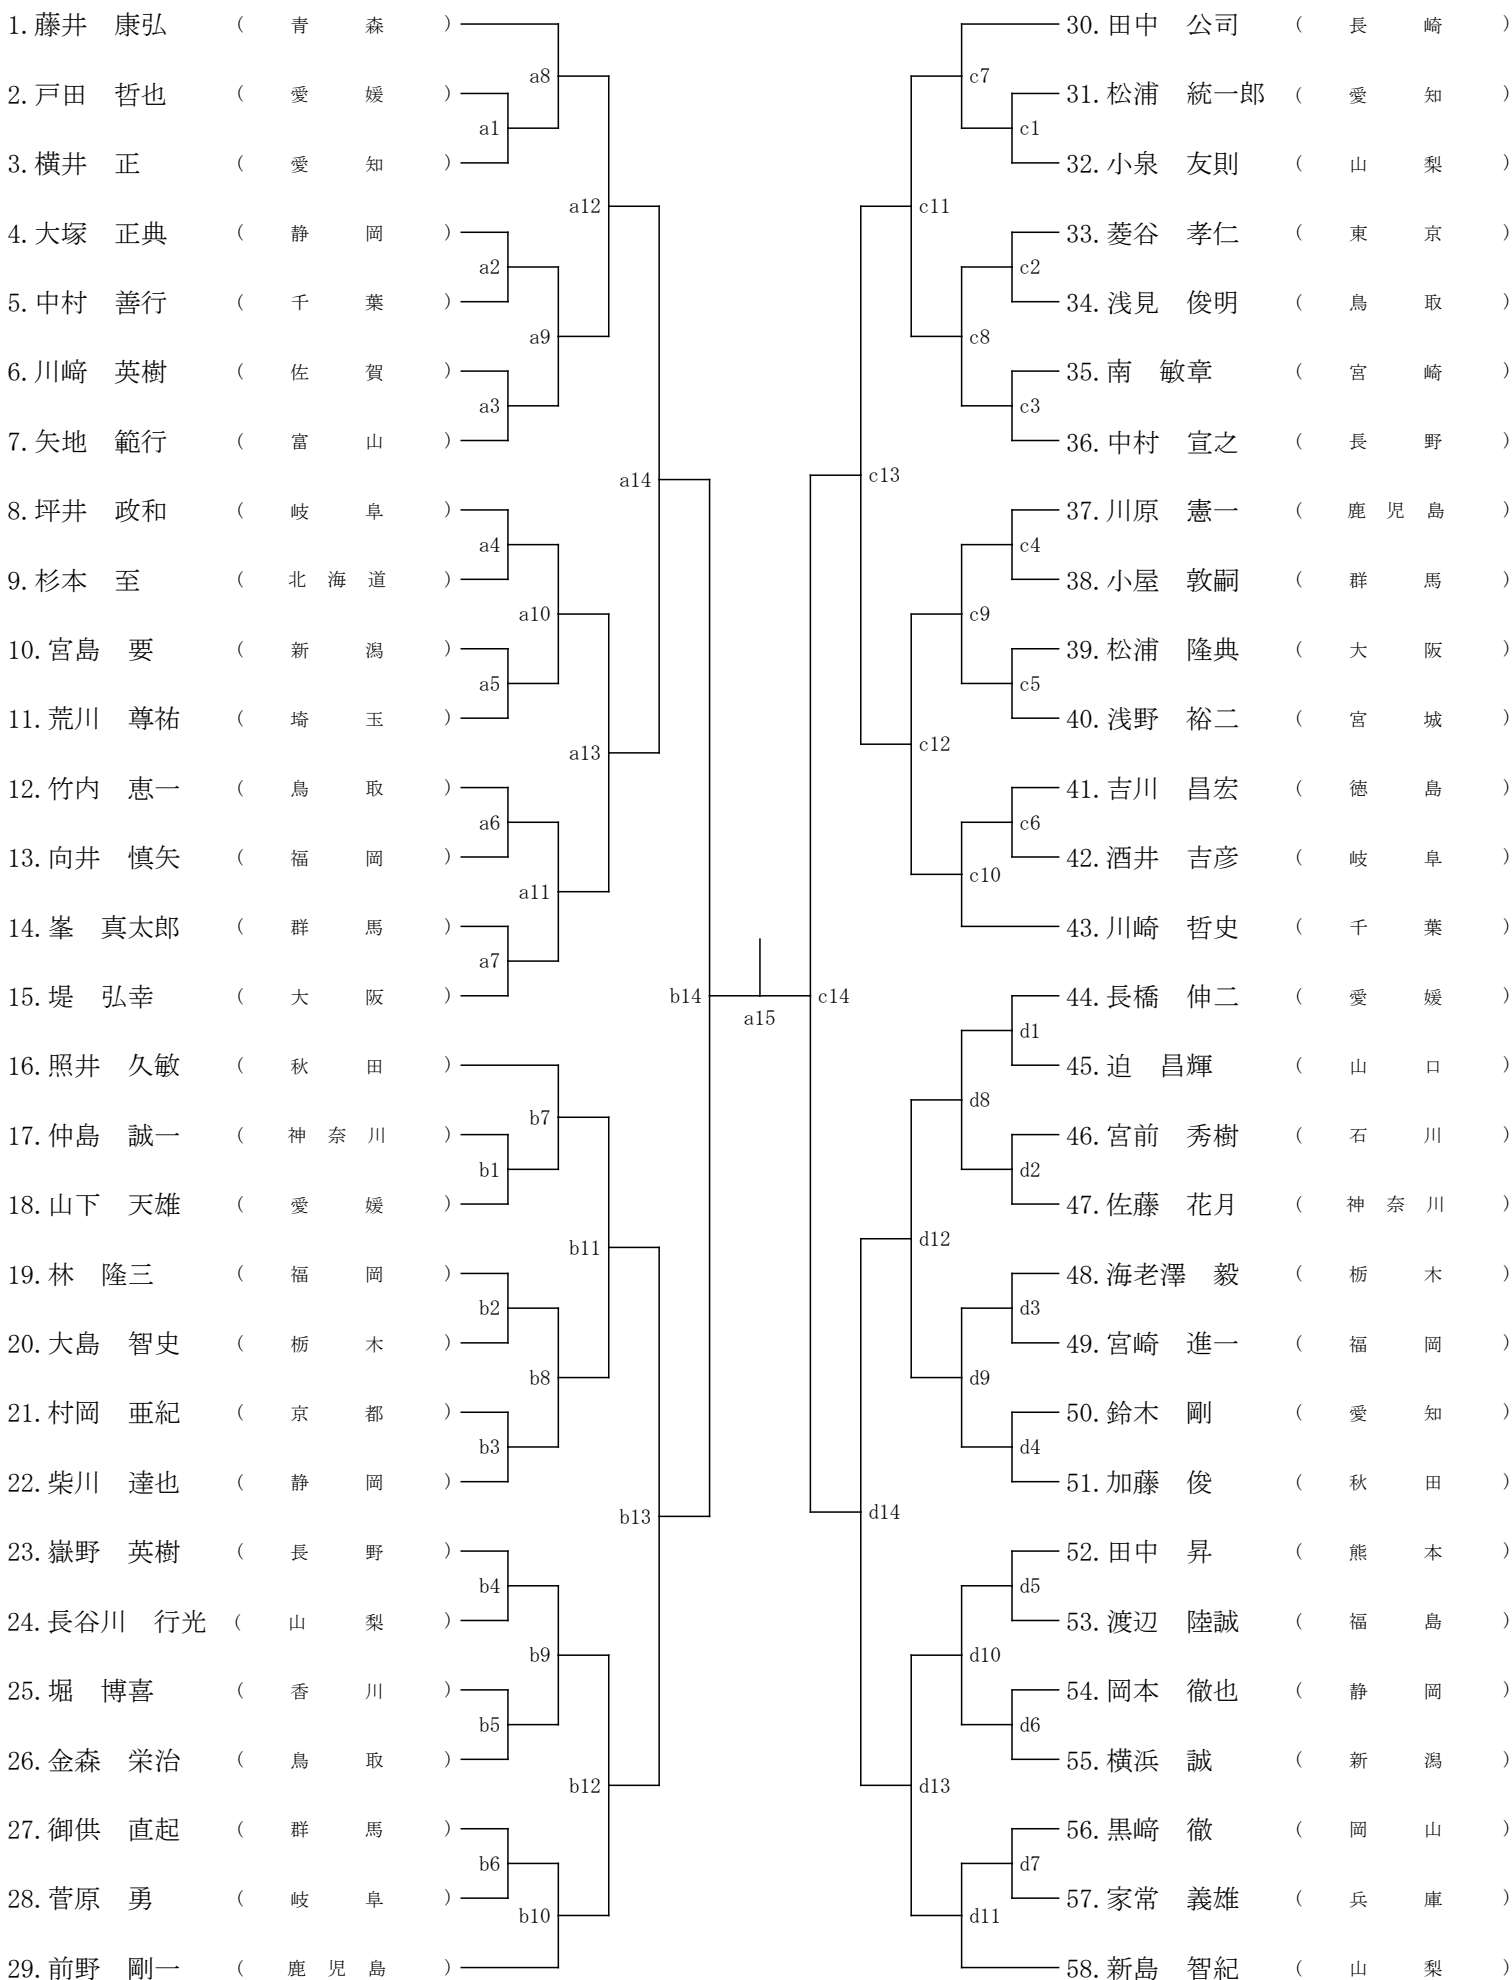 1.藤井　康弘　（　青　森　）
2.戸田　哲也　（　愛　媛　）
3.横井　正　（　愛　知　）
4.大塚　正典　（　静　岡　）
5.中村　善行　（　千　葉　）
6.川﨑　英樹　（　佐　賀　）
7.矢地　範行　（　富　山　）
8.坪井　政和　（　岐　阜　）
9.杉本　至　（　北　海　道　）
10.宮島　要　（　新　潟　）
11.荒川　尊祐　（　埼　玉　）
12.竹内　恵一　（　鳥　取　）
13.向井　慎矢　（　福　岡　）
14.峯　真太郎　（　群　馬　）
15.堤　弘幸　（　大　阪　）
16.照井　久敏　（　秋　田　）
17.仲島　誠一　（　神　奈　川　）
18.山下　天雄　（　愛　媛　）
19.林　隆三　（　福　岡　）
20.大島　智史　（　栃　木　）
21.村岡　亜紀　（　京　都　）
22.柴川　達也　（　静　岡　）
23.嶽野　英樹　（　長　野　）
24.長谷川　行光　（　山　梨　）
25.堀　博喜　（　香　川　）
26.金森　栄治　（　鳥　取　）
27.御供　直起　（　群　馬　）
28.菅原　勇　（　岐　阜　）
29.前野　剛一　（　鹿　児　島　）
a8
a1
a12
a2
a9
a3
a14
a4
a10
a5
a13
a6
a11
a7
b14
a15
b7
b1
b11
b2
b8
b3
b13
b4
b9
b5
b12
b6
b10
c7
c1
c11
c2
c8
c3
c13
c4
c9
c5
c12
c6
c10
c14
d1
d8
d2
d12
d3
d9
d4
d14
d5
d10
d6
d13
d7
d11
30.田中　公司　（　長　崎　）
31.松浦　統一郎　（　愛　知　）
32.小泉　友則　（　山　梨　）
33.菱谷　孝仁　（　東　京　）
34.浅見　俊明　（　鳥　取　）
35.南　敏章　（　宮　崎　）
36.中村　宣之　（　長　野　）
37.川原　憲一　（　鹿　児　島　）
38.小屋　敦嗣　（　群　馬　）
39.松浦　隆典　（　大　阪　）
40.浅野　裕二　（　宮　城　）
41.吉川　昌宏　（　徳　島　）
42.酒井　吉彦　（　岐　阜　）
43.川崎　哲史　（　千　葉　）
44.長橋　伸二　（　愛　媛　）
45.迫　昌輝　（　山　口　）
46.宮前　秀樹　（　石　川　）
47.佐藤　花月　（　神　奈　川　）
48.海老澤　毅　（　栃　木　）
49.宮崎　進一　（　福　岡　）
50.鈴木　剛　（　愛　知　）
51.加藤　俊　（　秋　田　）
52.田中　昇　（　熊　本　）
53.渡辺　陸誠　（　福　島　）
54.岡本　徹也　（　静　岡　）
55.横浜　誠　（　新　潟　）
56.黒﨑　徹　（　岡　山　）
57.家常　義雄　（　兵　庫　）
58.新島　智紀　（　山　梨　）